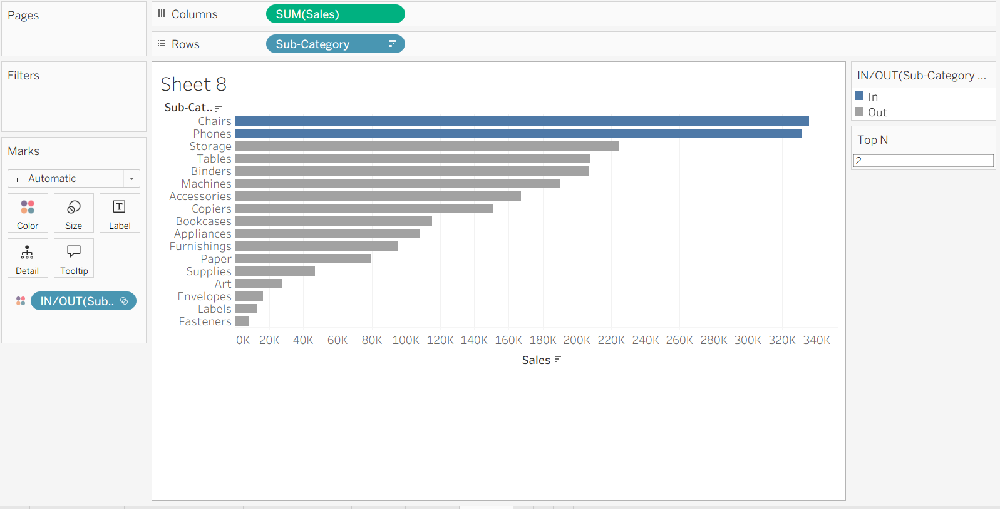 Pages
Columns
SUM(Sales)
Rows
Sub-Category
Filters
Marks
Automatic
Color
Size
Label
Detail
Tooltip
IN/OUT(Sub..
Sheet 8
Sub-Cat..
Chairs
Phones
Storage
Tables
Binders
Machines
Accessories
Copiers
Bookcases
Appliances
Furnishings
Paper
Supplies
Art
Envelopes
Labels
Fasteners
0K 20K 40K 60K 80K 100K 120K 140K 160K 180K 200K 220K 240K 260K 280K 300K 320K 340K
Sales
IN/OUT(Sub-Category ...
In
Out
Top N
2